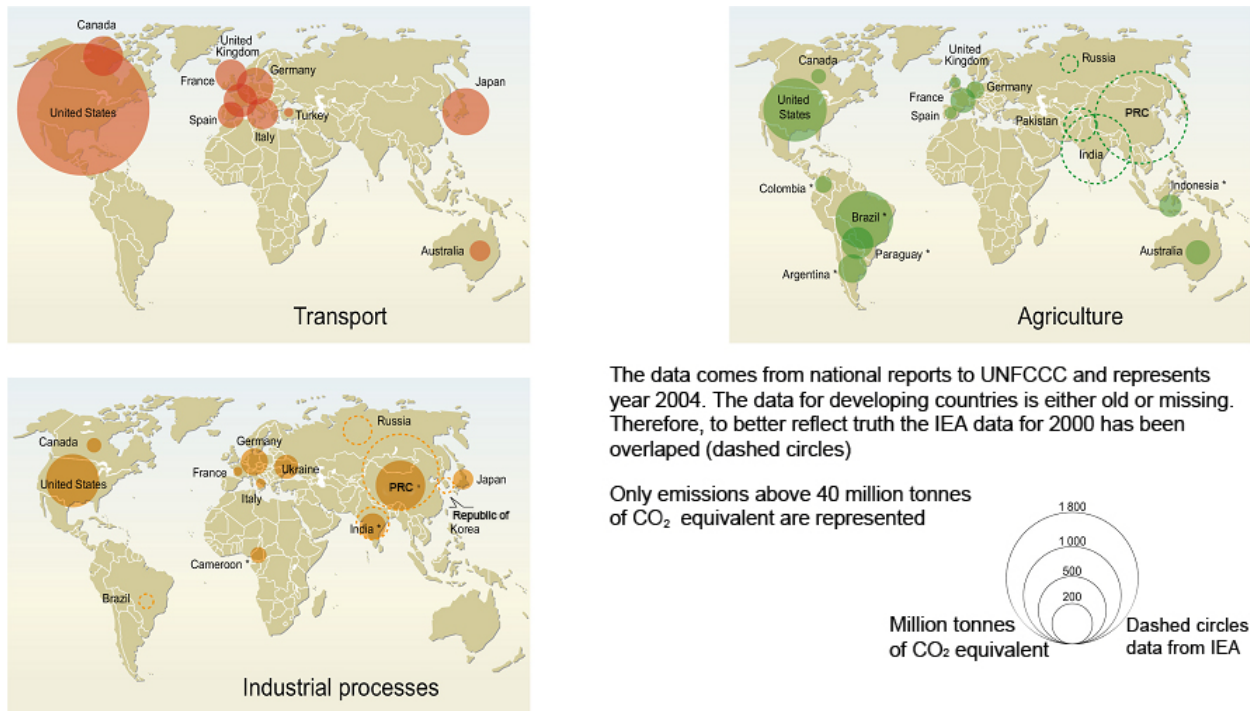 Canada
United
Kingdom
Germany
France
Japan
United States
Spain
Turkey
Italy
Australia
Transport
United
Kingdom
Russia
Canada
Germany
United
States
France
Spain
PRC
Pakistan
India
Colombia *
Indonesia *
Brazil *
Paraguay *
Australia
Argentina *
Agriculture
Russia
Canada
Germany
France
Ukraine
United States
Japan
PRC *
Italy
Republic of
Korea
India *
Cameroon *
Brazil
Industrial processes
The data comes from national reports to UNFCCC and represents
year 2004. The data for developing countries is either old or missing.
Therefore, to better reflect truth the IEA data for 2000 has been
overlaped (dashed circles)
Only emissions above 40 million tonnes
of CO₂ equivalent are represented
1 800
1 000
500
200
Million tonnes
of CO₂ equivalent
Dashed circles
data from IEA